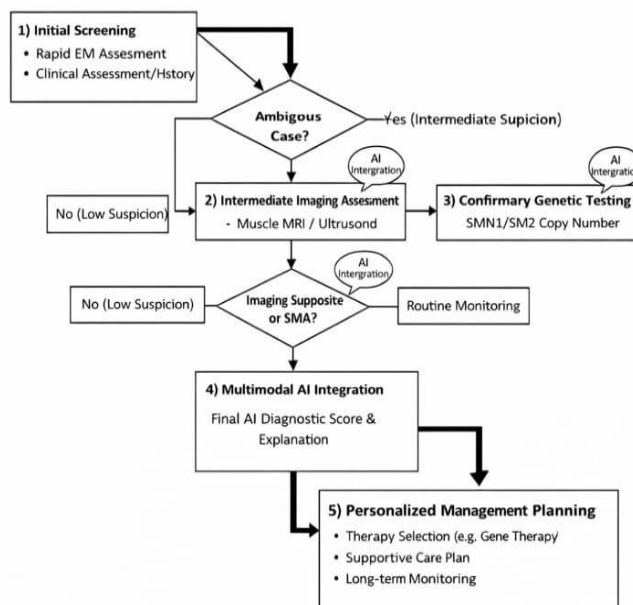 1) Initial Screening
• Rapid EM Assesment
• Clinical Assessment/Hstory
Ambigous
Case?
Yes (Intermediate Supicion)
AI
Intergration
AI
Intergratio
No (Low Suspicion)
2) Intermediate Imaging Assesment
- Muscle MRI / Ultrusond
3) Confirmary Genetic Testing
SMN1/SM2 Copy Number
AI
Intergration
No (Low Suspicion)
Imaging Supposite
or SMA?
Routine Monitoring
4) Multimodal AI Integration
Final AI Diagnostic Score &
Explanation
5) Personalized Management Planning
• Therapy Selection (e.g. Gene Therapy
• Supportive Care Plan
• Long-term Monitoring